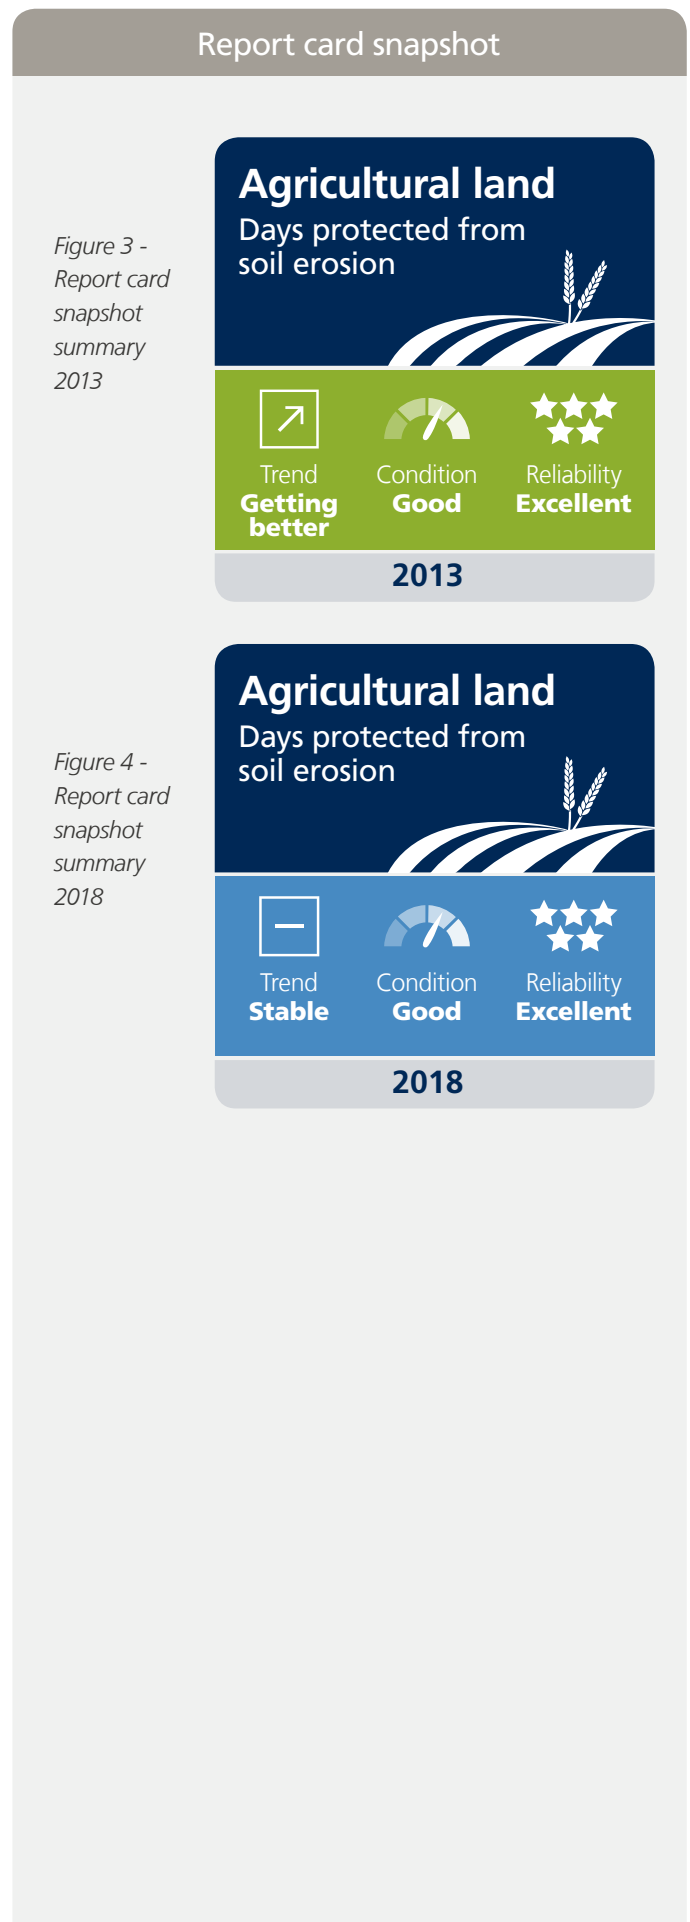 Report card snapshot
Figure 3 -
Report card
snapshot
summary
2013
Agricultural land
Days protected from
soil erosion
Trend
Getting
better
Condition
Good
Reliability
Excellent
2013
Figure 4 -
Report card
snapshot
summary
2018
Agricultural land
Days protected from
soil erosion
Trend
Stable
Condition
Good
Reliability
Excellent
2018